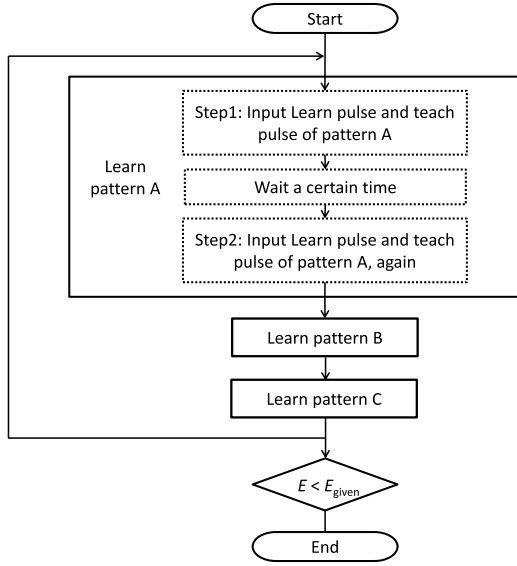 Start
Step1: Input Learn pulse and teach
pulse of pattern A
Learn
pattern A
Wait a certain time
Step2: Input Learn pulse and teach
pulse of pattern A, again
Learn pattern B
Learn pattern C
E < Egiven
End